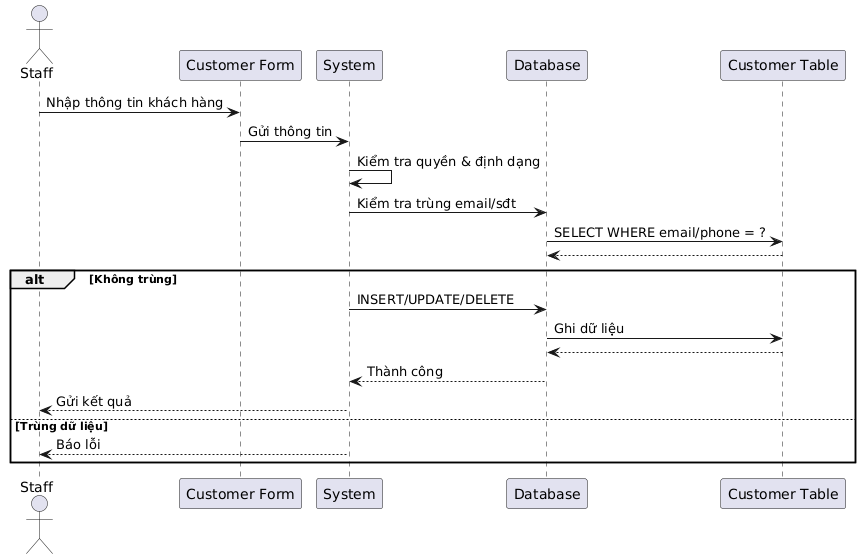 Staff
Customer Form
System
Database
Customer Table
Nhập thông tin khách hàng
Gửi thông tin
Kiểm tra quyền & định dạng
Kiểm tra trùng email/sđt
SELECT WHERE email/phone = ?
alt
[Không trùng]
INSERT/UPDATE/DELETE
Ghi dữ liệu
Thành công
Gửi kết quả
[Trùng dữ liệu]
Báo lỗi
Staff
Customer Form
System
Database
Customer Table